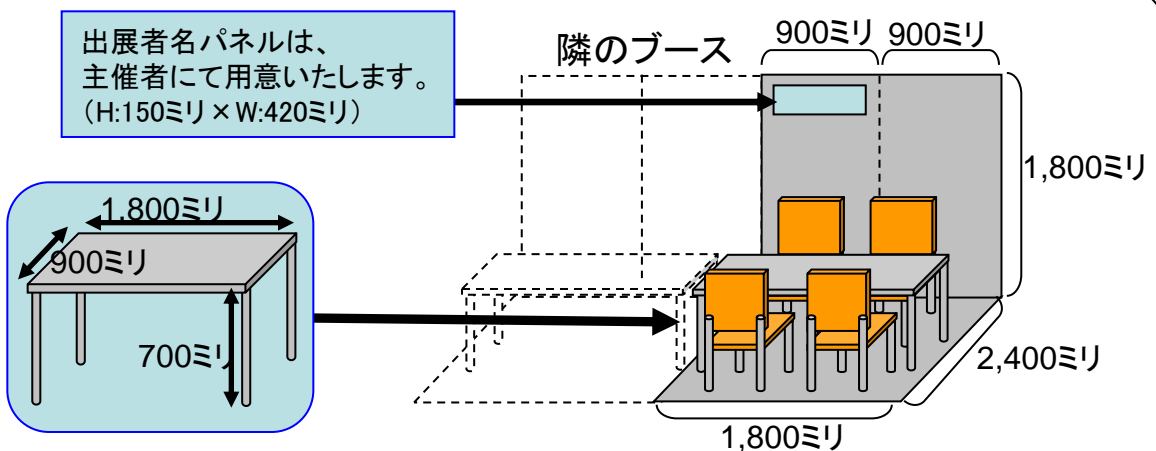 出展者名パネルは、
主催者にて用意いたします。
（H:150ミリ×W:420ミリ）
隣のブース
900ミリ
900ミリ
1,800ミリ
1,800ミリ
900ミリ
700ミリ
2,400ミリ
1,800ミリ